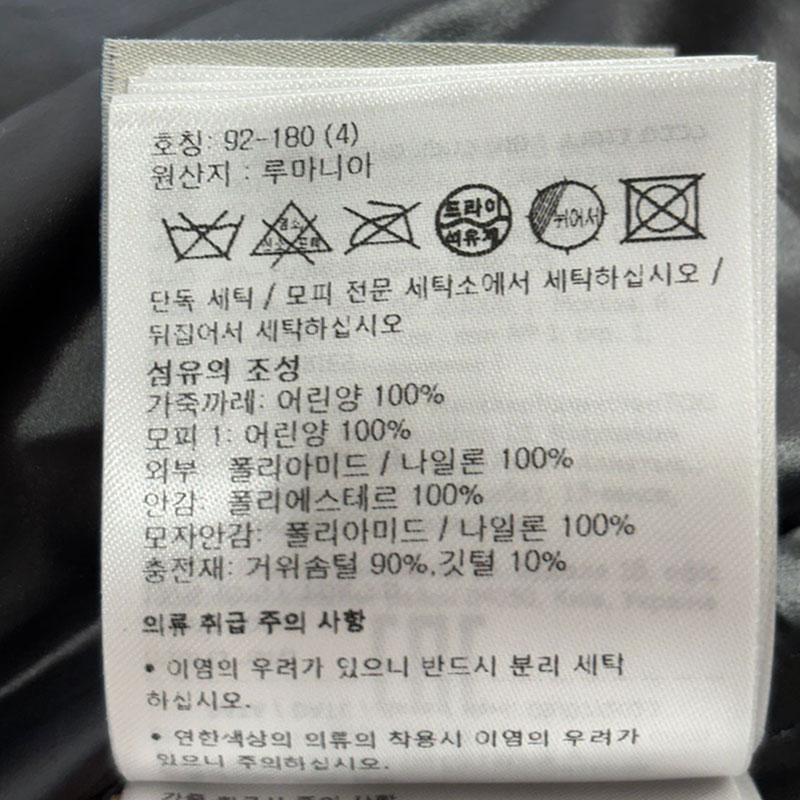 호칭: 92-180 (4)
원산지 : 루마니아
드라이
석유계
뉘어서
단독 세탁 / 모피 전문 세탁소에서 세탁하십시오 /
뒤집어서 세탁하십시오
섬유의 조성
가죽까레: 어린양 100%
모피 1: 어린양 100%
외부 폴리아미드 / 나일론 100%
안감: 폴리에스테르 100%
모자안감: 폴리아미드 / 나일론 100%
충전재: 거위솜털 90%,깃털 10%
의류 취급 주의 사항
• 이염의 우려가 있으니 반드시 분리 세탁
하십시오.
• 연한색상의 의류의 착용시 이염의 우려가
있으니 주의하십시오.